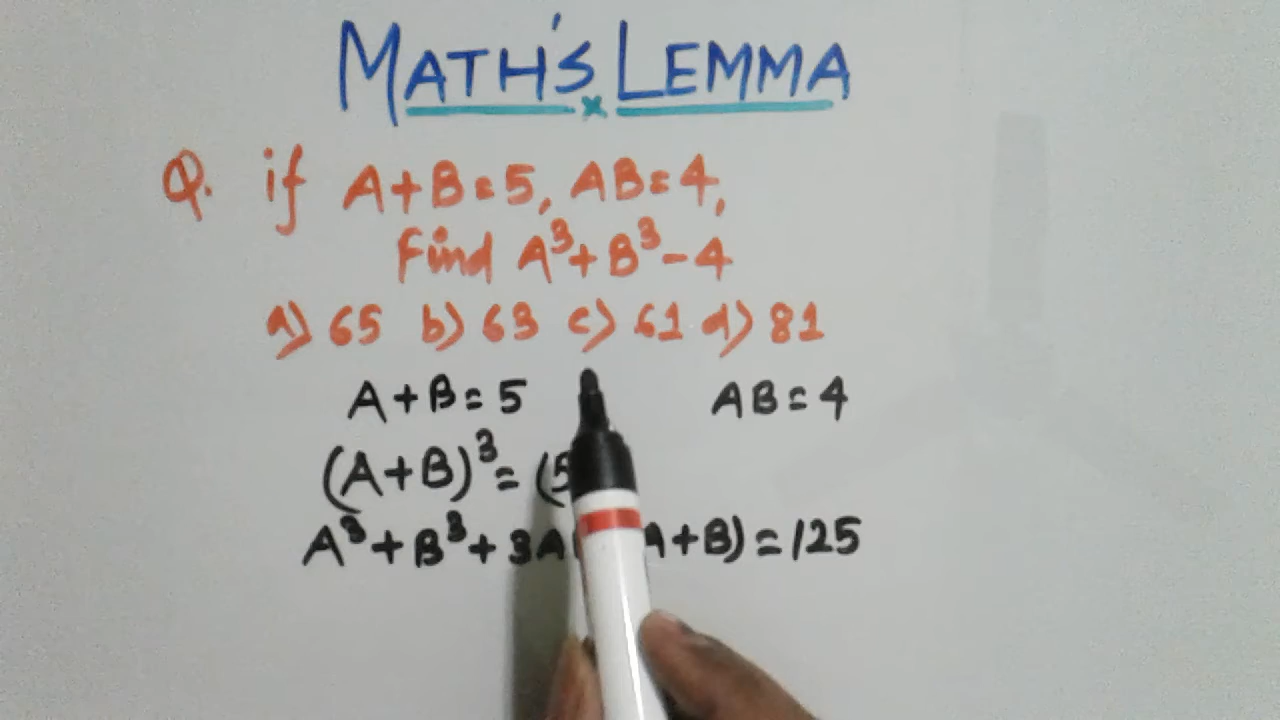 MATH'S LEMMA
Q. if A+B=5, AB=4,
Find A³+B³-4
a) 65 b) 63 c) 61 d) 81
A+B=5 AB=4
(A+B)³=(5
A³+B³+3A A+B)=125